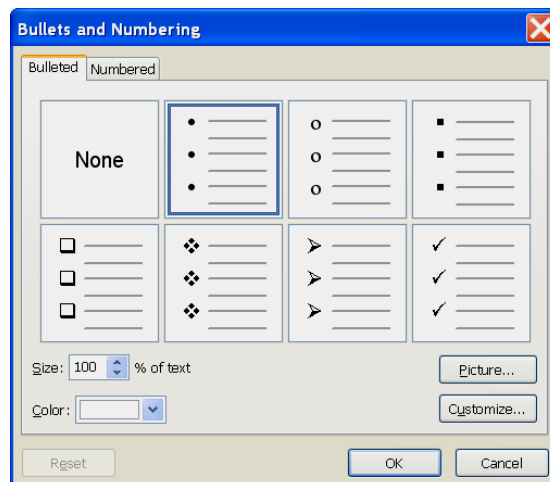 Bullets and Numbering
Bulleted Numbered
None
Size: 100 % of text
Picture...
Color:
Customize...
Reset OK Cancel